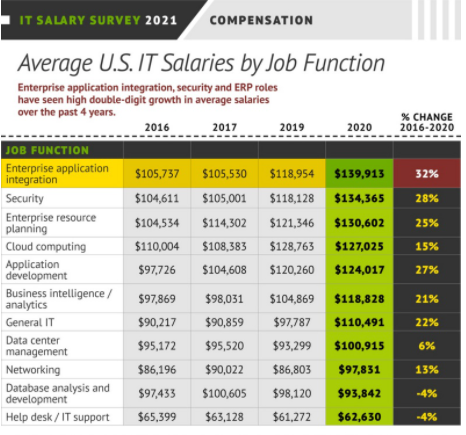 IT SALARY SURVEY 2021 COMPENSATION
Average U.S. IT Salaries by Job Function
Enterprise application integration, security and ERP roles
have seen high double-digit growth in average salaries
over the past 4 years.
% CHANGE
2016 2017 2019 2020 2016-2020
JOB FUNCTION
Enterprise application
integration $105,737 $105,530 $118,954 $139,913 32%
Security $104,611 $105,001 $118,128 $134,365 28%
Enterprise resource
planning $104,534 $114,302 $121,346 $130,602 25%
Cloud computing $110,004 $108,383 $128,763 $127,025 15%
Application
development $97,726 $104,608 $120,260 $124,017 27%
Business intelligence /
analytics $97,869 $98,031 $104,869 $118,828 21%
General IT $90,217 $90,859 $97,787 $110,491 22%
Data center
management $95,172 $95,520 $93,299 $100,915 6%
Networking $86,196 $90,022 $86,803 $97,831 13%
Database analysis and
development $97,433 $100,605 $98,120 $93,842 -4%
Help desk / IT support $65,399 $63,128 $61,272 $62,630 -4%